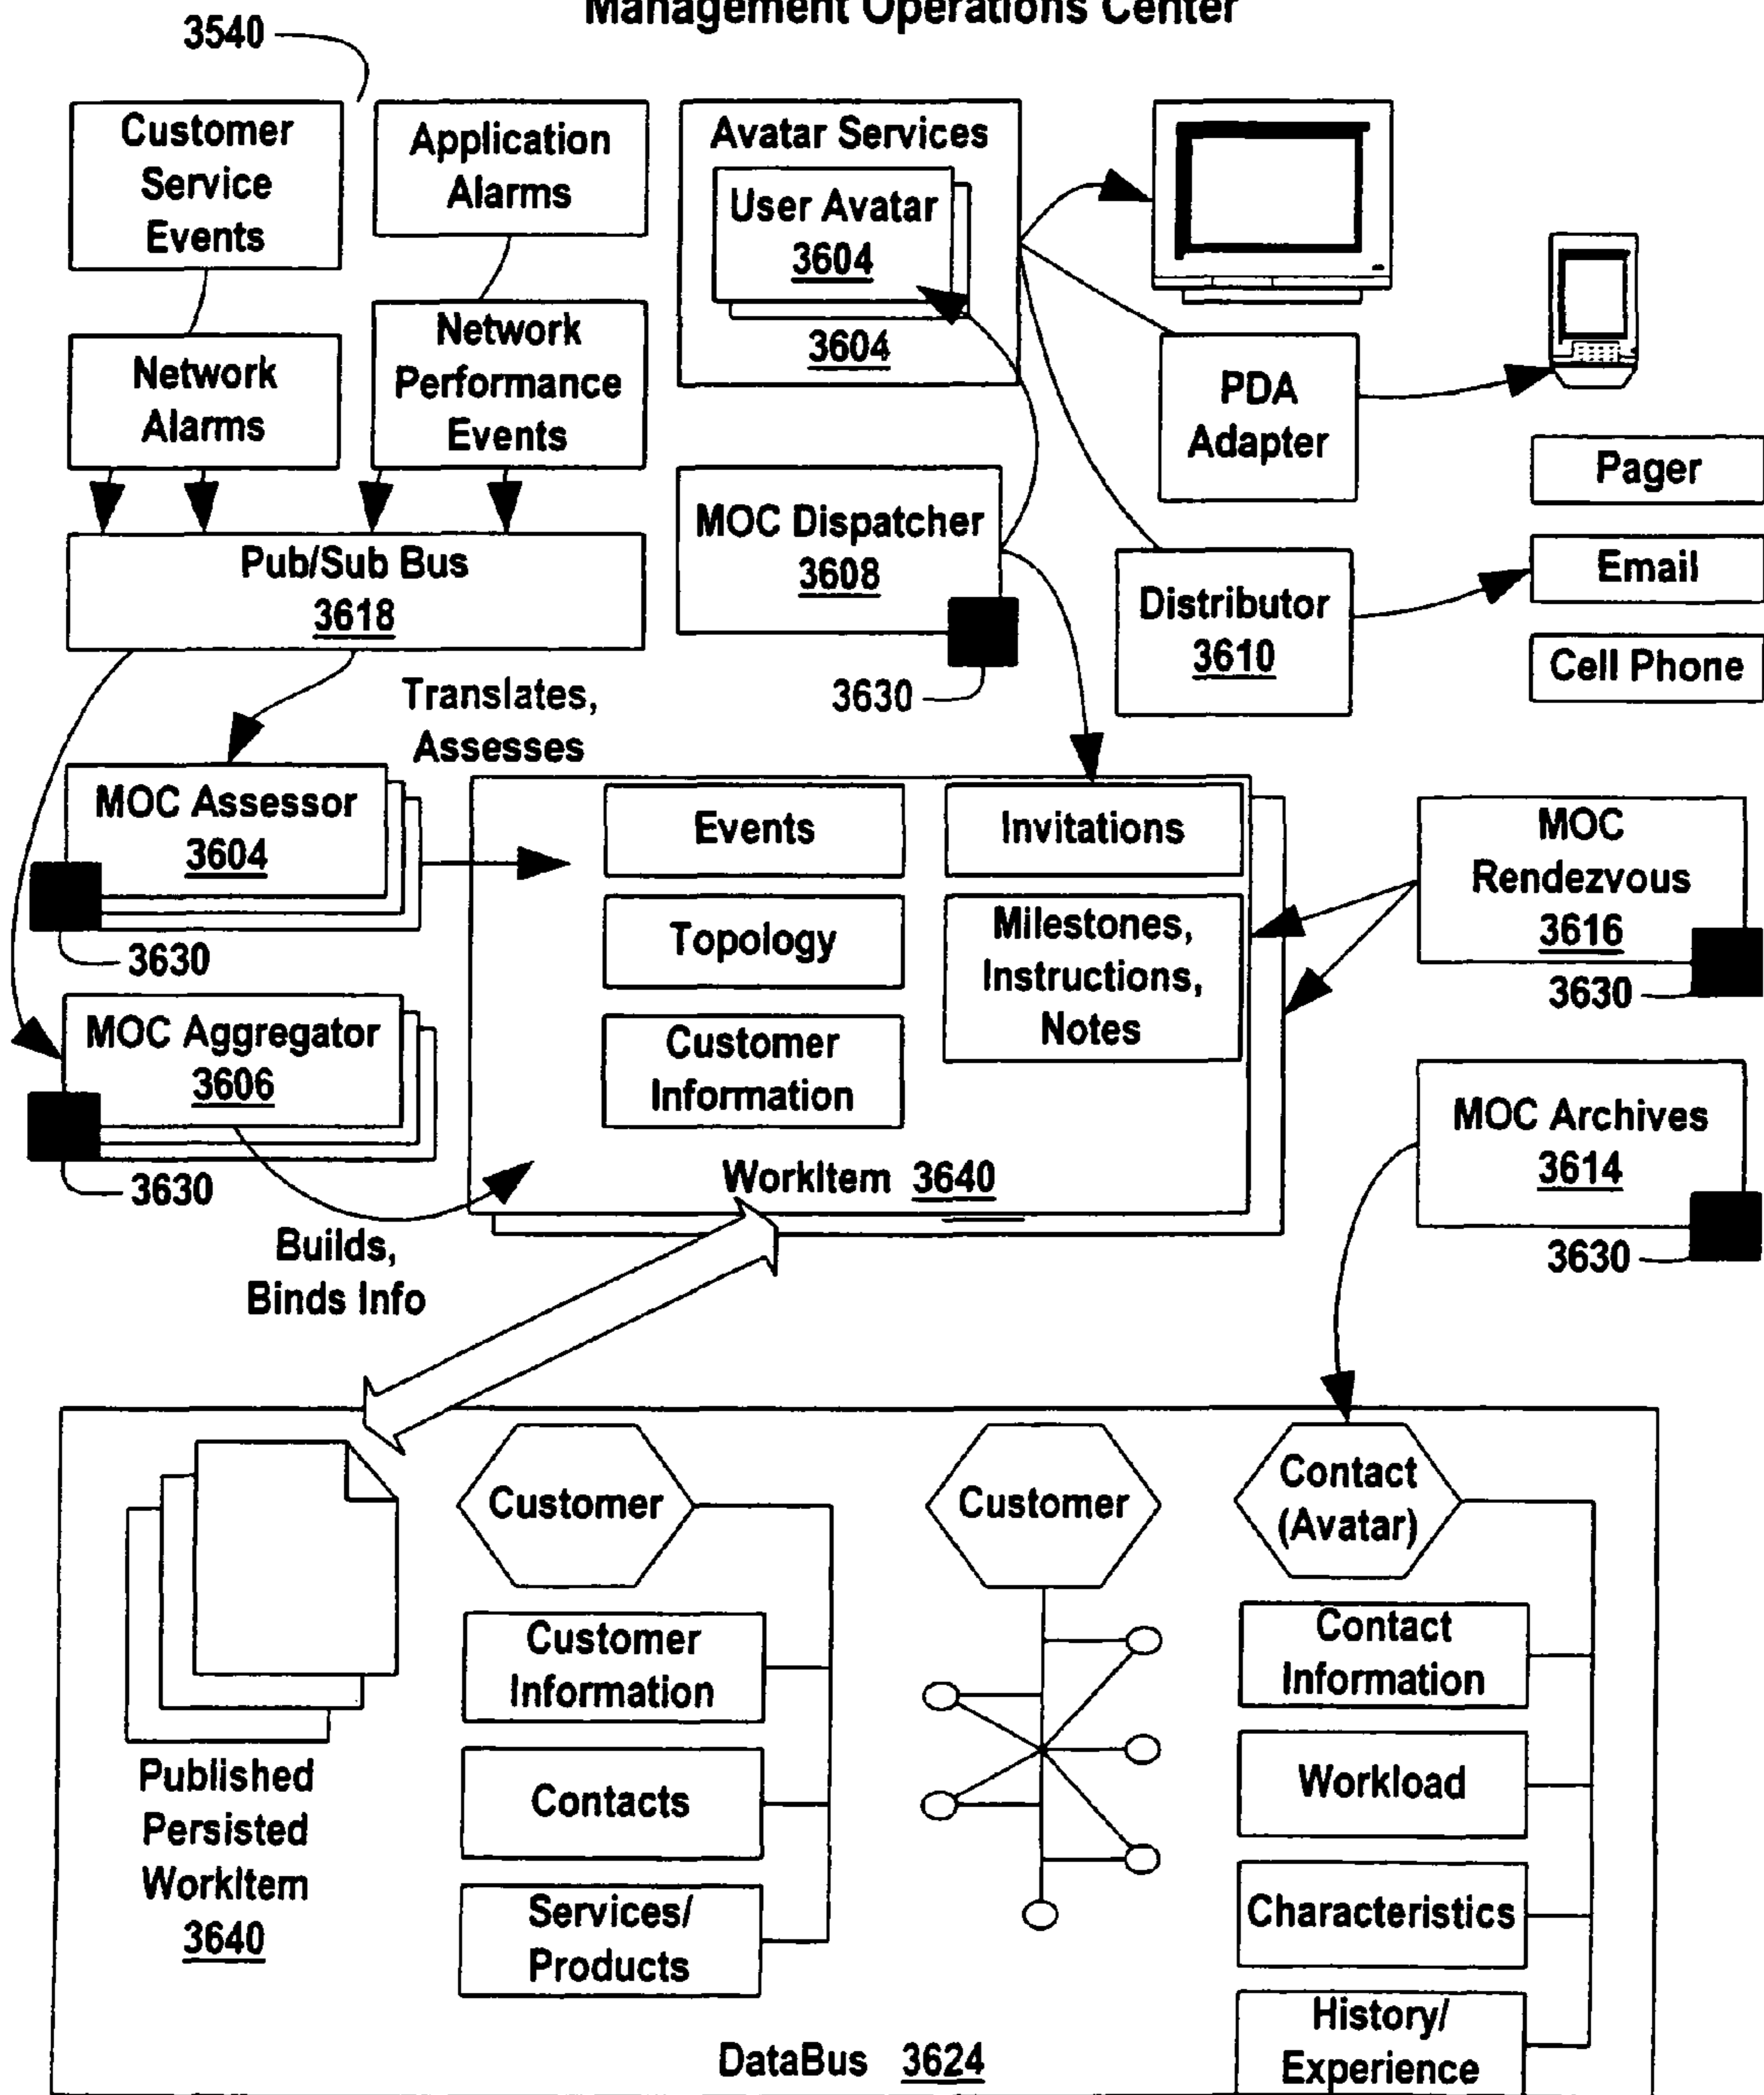 Management Operations Center
3540
Customer
Service
Events
Application
Alarms
Avatar Services
User Avatar
3604
3604
Network
Alarms
Network
Performance
Events
PDA
Adapter
Pager
Email
Cell Phone
MOC Dispatcher
3608
3630
Distributor
3610
Pub/Sub Bus
3618
Translates,
Assesses
MOC Assessor
3604
3630
MOC Aggregator
3606
3630
Builds,
Binds Info
Events
Topology
Customer
Information
Invitations
Milestones,
Instructions,
Notes
WorkItem 3640
MOC
Rendezvous
3616
3630
MOC Archives
3614
3630
Published
Persisted
WorkItem
3640
Customer
Customer
Information
Contacts
Services/
Products
Customer
Contact
(Avatar)
Contact
Information
Workload
Characteristics
History/
Experience
DataBus 3624